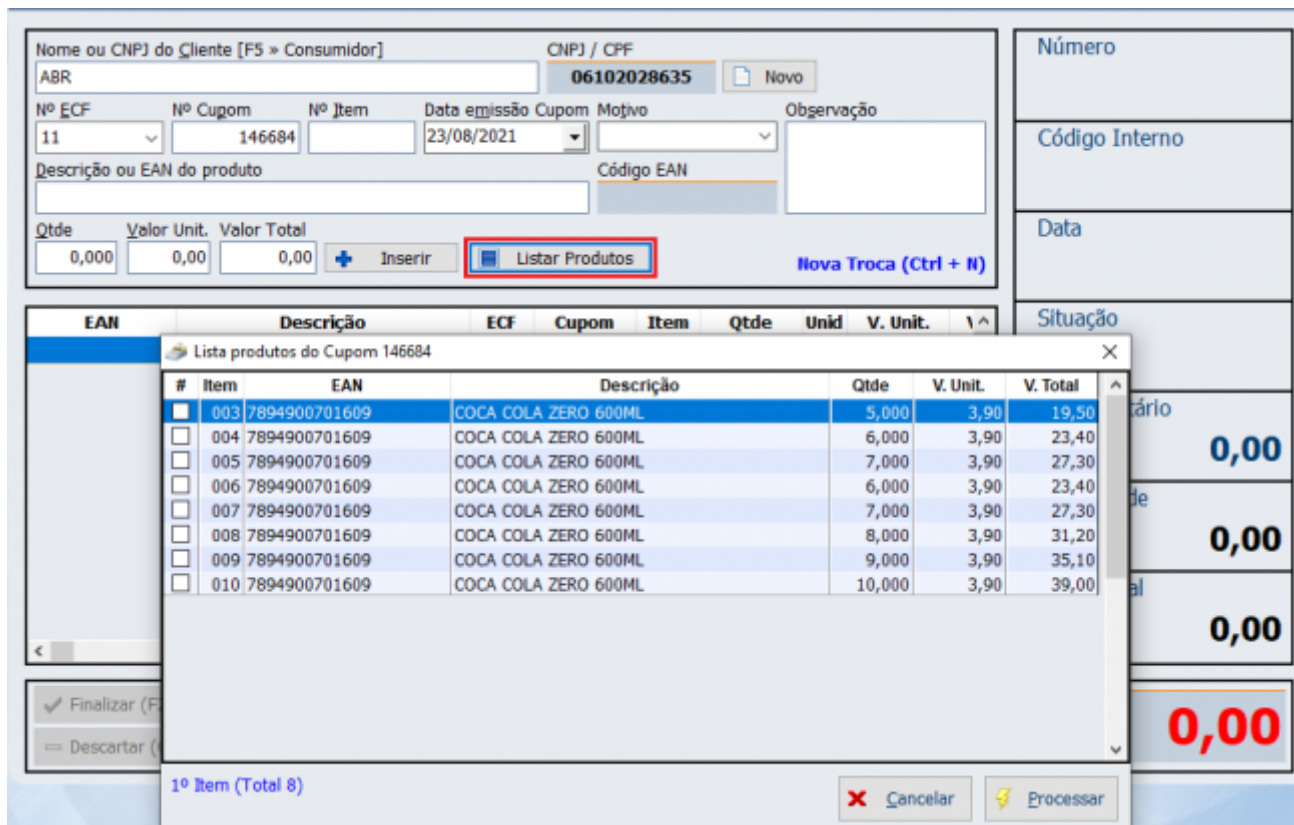 Nome ou CNPJ do Cliente [F5 » Consumidor] CNPJ / CPF
ABR 06102028635 Novo
Nº ECF Nº Cupom Nº Item Data emissão Cupom Motivo Observação
11 146684 23/08/2021
Descrição ou EAN do produto Código EAN
Qtde Valor Unit. Valor Total
0,000 0,00 0,00 Inserir Listar Produtos Nova Troca (Ctrl + N)
Número
Código Interno
Data
Situação
EAN Descrição ECF Cupom Item Qtde Unid V. Unit.
Lista produtos do Cupom 146684
# Item EAN Descrição Qtde V. Unit. V. Total
003 7894900701609 COCA COLA ZERO 600ML 5,000 3,90 19,50
004 7894900701609 COCA COLA ZERO 600ML 6,000 3,90 23,40
005 7894900701609 COCA COLA ZERO 600ML 7,000 3,90 27,30
006 7894900701609 COCA COLA ZERO 600ML 6,000 3,90 23,40
007 7894900701609 COCA COLA ZERO 600ML 7,000 3,90 27,30
008 7894900701609 COCA COLA ZERO 600ML 8,000 3,90 31,20
009 7894900701609 COCA COLA ZERO 600ML 9,000 3,90 35,10
010 7894900701609 COCA COLA ZERO 600ML 10,000 3,90 39,00
tário
0,00
de
0,00
al
0,00
Finalizar (F
Descartar (
0,00
1º Item (Total 8)
Cancelar Processar